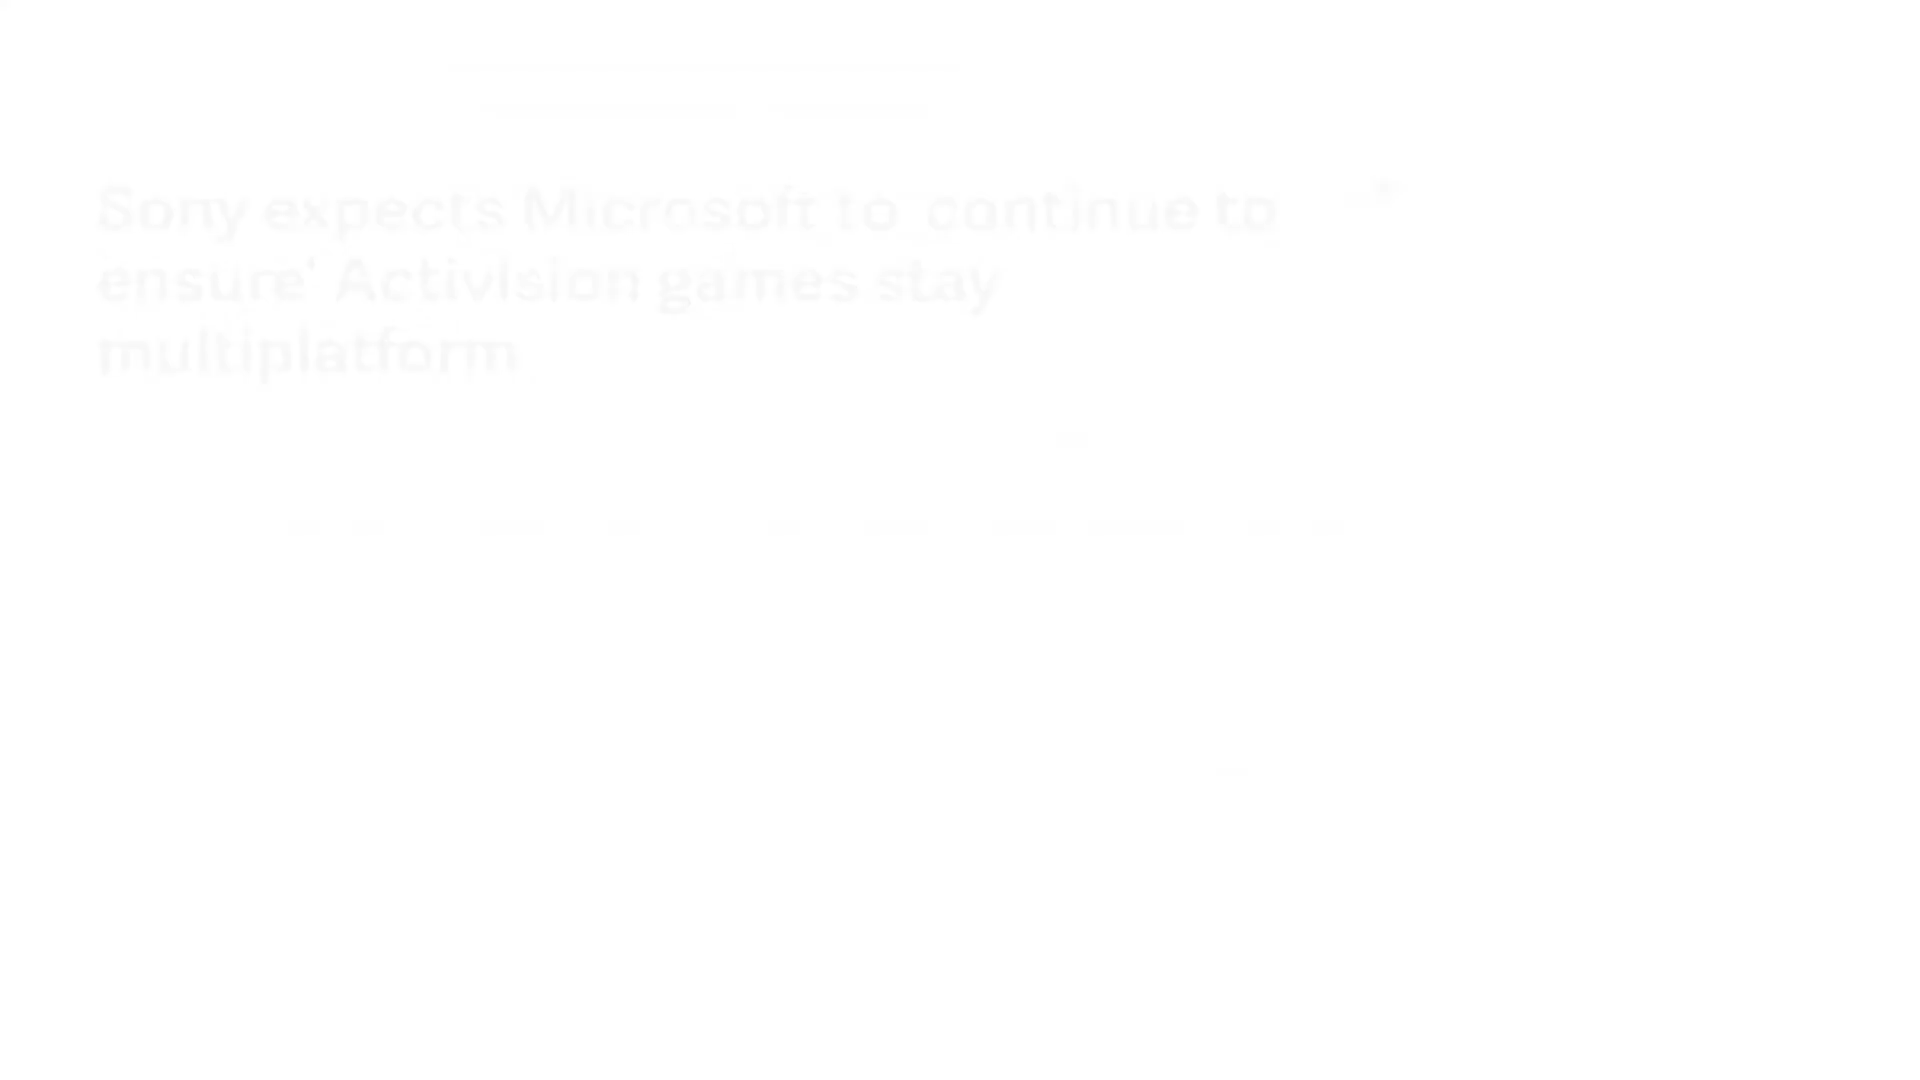 Sony expects Microsoft to 'continue to
ensure' Activision games stay
multiplatform